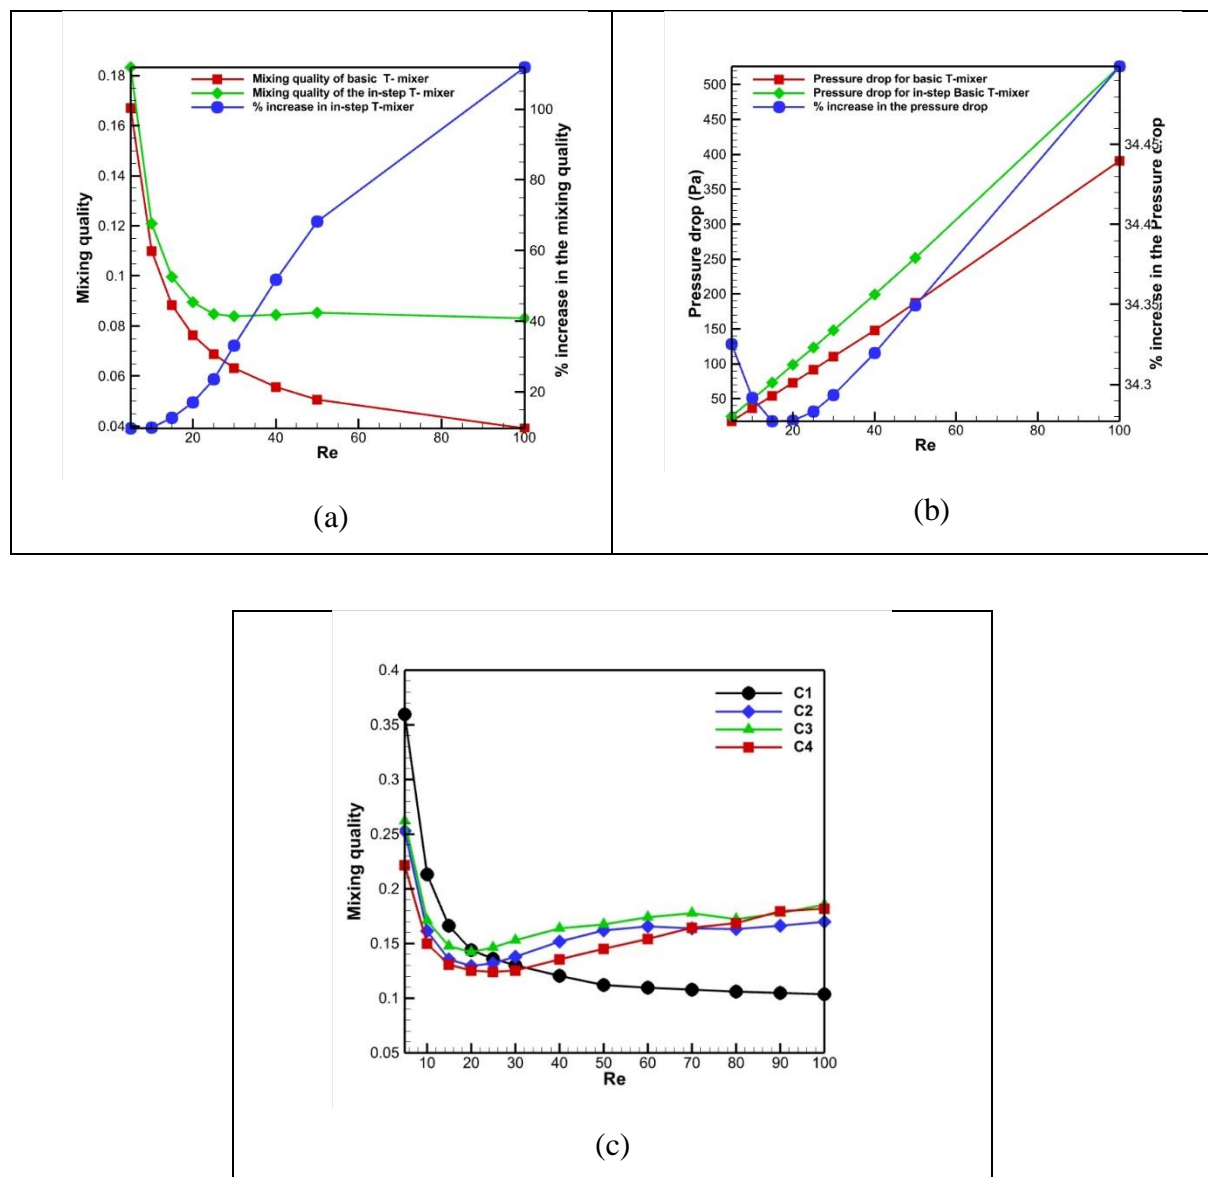 Mixing quality of basic T- mixer
Mixing quality of the in-step T- mixer
% increase in in-step T-mixer
0.18
0.16
0.14
0.12
0.1
0.08
0.06
0.04
Mixing quality
20
40
60
80
100
Re
100
80
60
40
20
% increase in the mixing quality
(a)
Pressure drop for basic T-mixer
Pressure drop for in-step Basic T-mixer
% increase in the pressure drop
500
450
400
350
300
250
200
150
100
50
Pressure drop (Pa)
20
40
60
80
100
Re
34.35
34.3
% increase in the Pressure drop
(b)
C1
C2
C3
C4
0.4
0.35
0.3
0.25
0.2
0.15
0.1
0.05
Mixing quality
10
20
30
40
50
60
70
80
90
100
Re
(c)